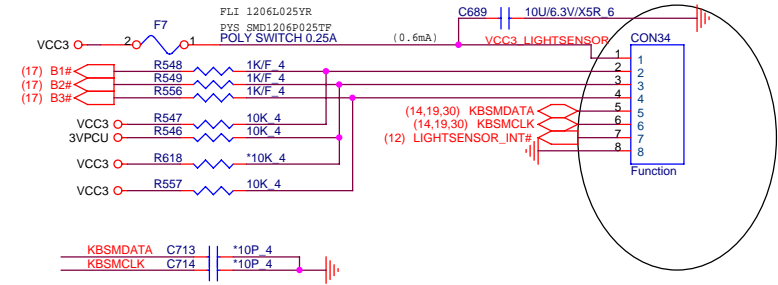 FLI 1206L025YR
C689 10U/6.3V/X5R_6
F7 PYS SMD1206P025TF
VCC3 2 1 POLY SWITCH 0.25A (0.6mA) VCC3_LIGHTSENSOR CON34
1 1
(17) B1# R548 1K/F_4 2 2
(17) B2# R549 1K/F_4 3 3
(17) B3# R556 1K/F_4 4 4
(14,19,30) KBSMDATA 5 5
VCC3 R547 10K_4 (14,19,30) KBSMCLK 6 6
3VPCU R546 10K_4 (12) LIGHTSENSOR_INT# 7 7
8 8
VCC3 R618 *10K_4
Function
VCC3 R557 10K_4
KBSMDATA C713 *10P_4
KBSMCLK C714 *10P_4